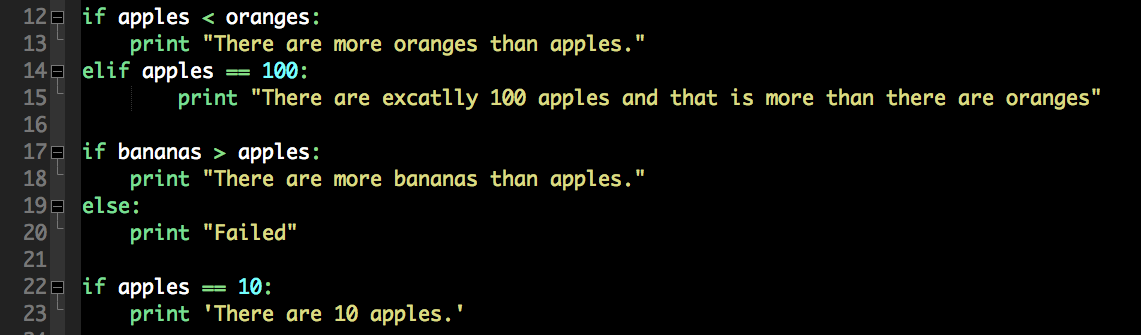 12 if apples < oranges:
13     print "There are more oranges than apples."
14 elif apples == 100:
15         print "There are excatlly 100 apples and that is more than there are oranges"
16
17 if bananas > apples:
18     print "There are more bananas than apples."
19 else:
20     print "Failed"
21
22 if apples == 10:
23     print 'There are 10 apples.'